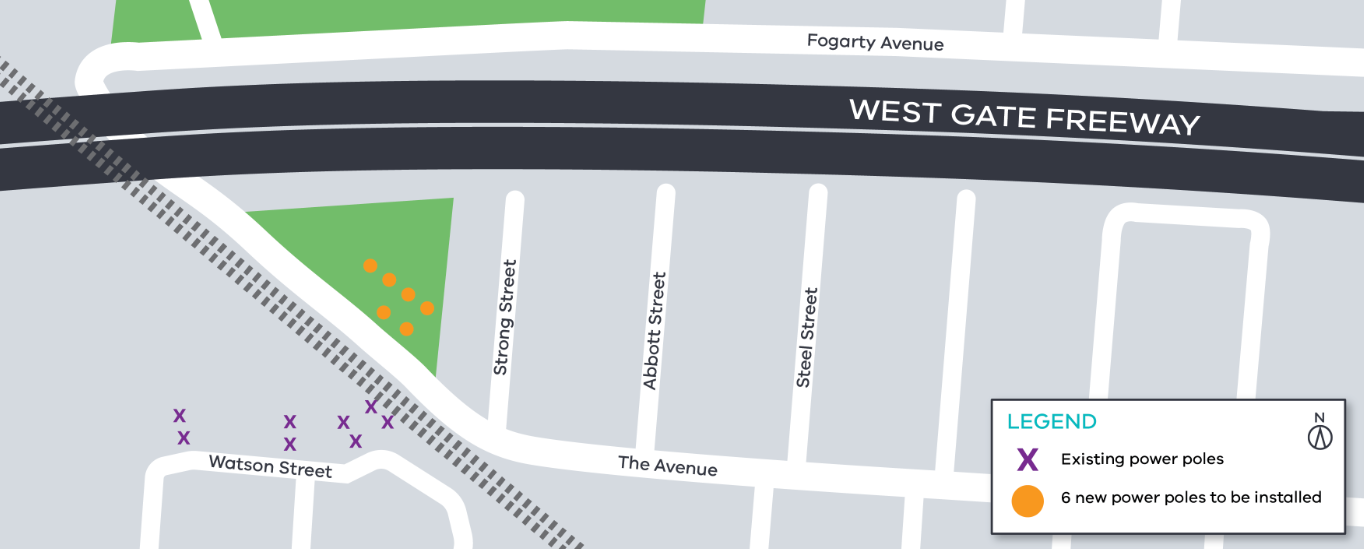 Fogarty Avenue
WEST GATE FREEWAY
Strong Street
Abbott Street
Steel Street
X
X
X
X
X
X
X
X
Watson Street
The Avenue
LEGEND
N
X Existing power poles
6 new power poles to be installed